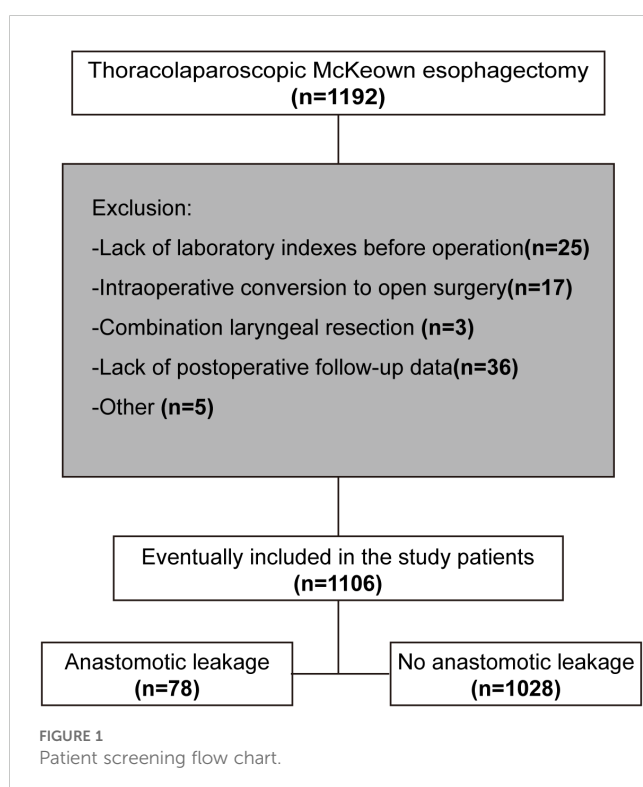 Thoracolaparoscopic McKeown esophagectomy
(n=1192)
Exclusion:
-Lack of laboratory indexes before operation(n=25)
-Intraoperative conversion to open surgery(n=17)
-Combination laryngeal resection (n=3)
-Lack of postoperative follow-up data(n=36)
-Other (n=5)
Eventually included in the study patients
(n=1106)
Anastomotic leakage
(n=78)
No anastomotic leakage
(n=1028)
FIGURE 1
Patient screening flow chart.